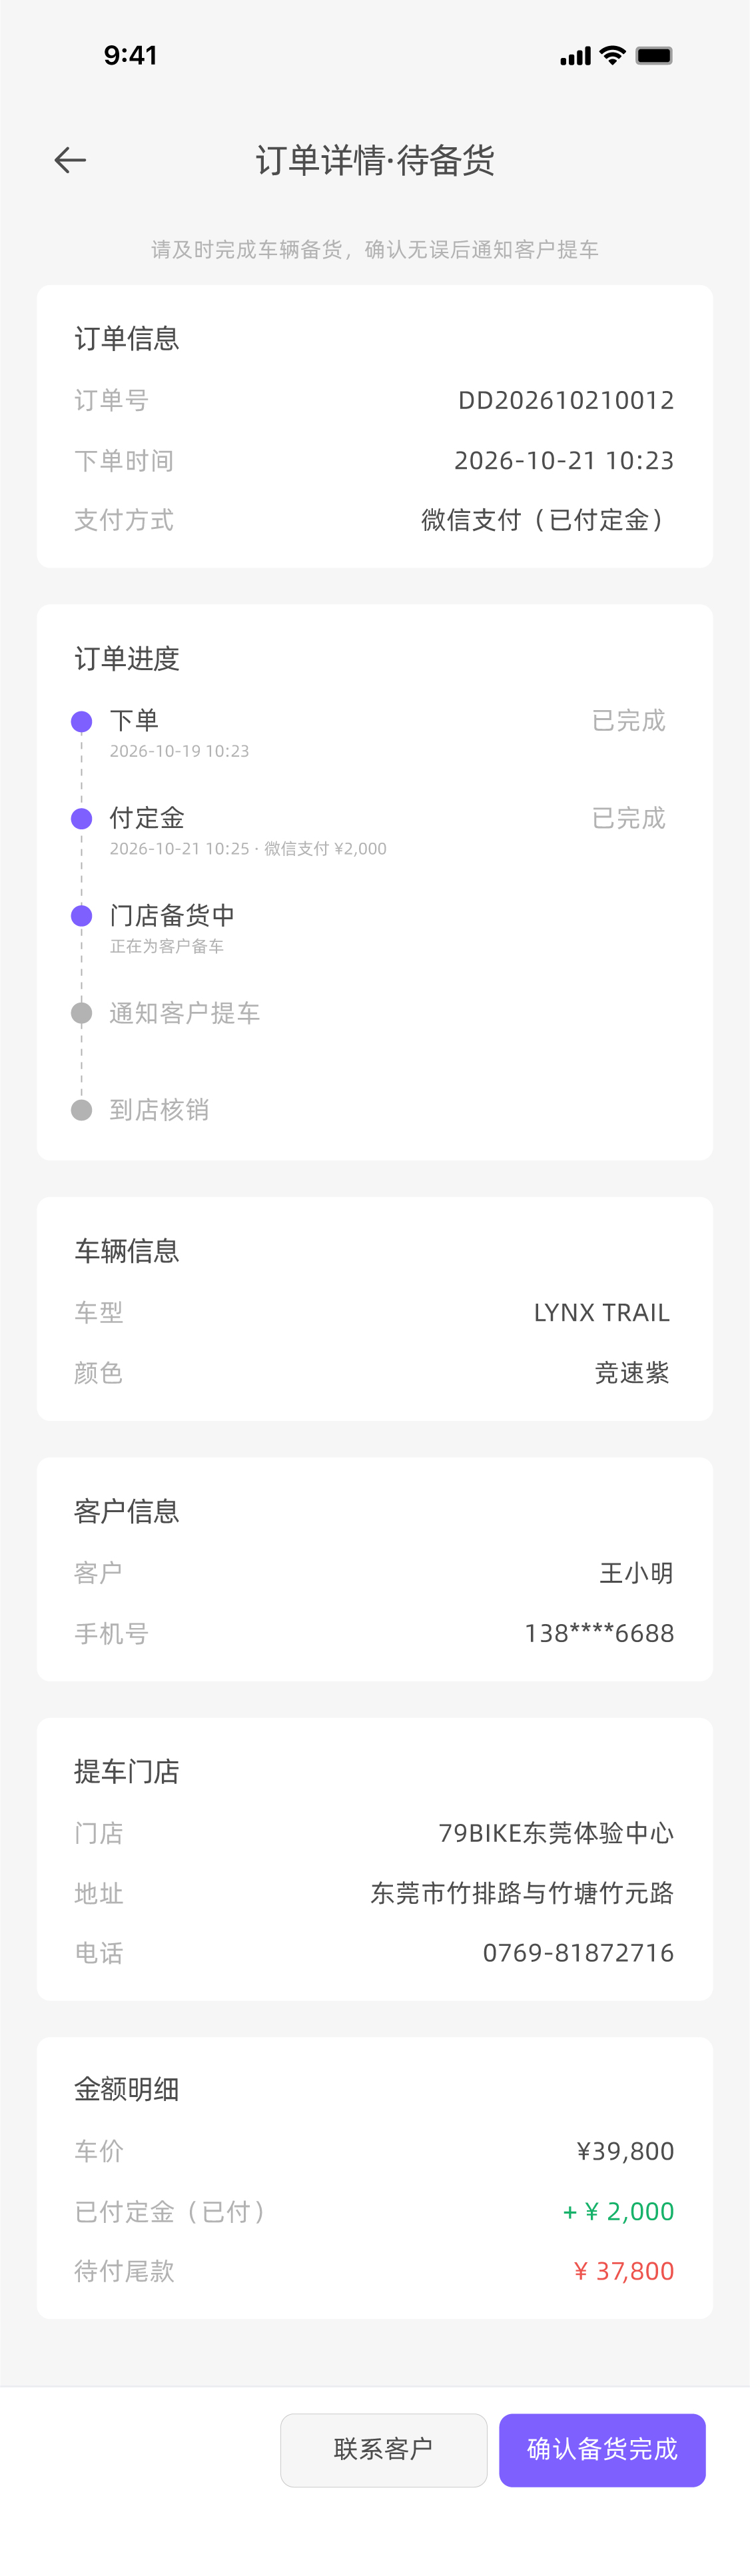 9:41
订单详情·待备货
请及时完成车辆备货，确认无误后通知客户提车
订单信息
订单号 DD202610210012
下单时间 2026-10-21 10:23
支付方式 微信支付（已付定金）
订单进度
下单 已完成
2026-10-19 10:23
付定金 已完成
2026-10-21 10:25 · 微信支付 ¥2,000
门店备货中
正在为客户备车
通知客户提车
到店核销
车辆信息
车型 LYNX TRAIL
颜色 竞速紫
客户信息
客户 王小明
手机号 138****6688
提车门店
门店 79BIKE东莞体验中心
地址 东莞市竹排路与竹塘竹元路
电话 0769-81872716
金额明细
车价 ¥39,800
已付定金（已付） + ¥ 2,000
待付尾款 ¥ 37,800
联系客户 确认备货完成